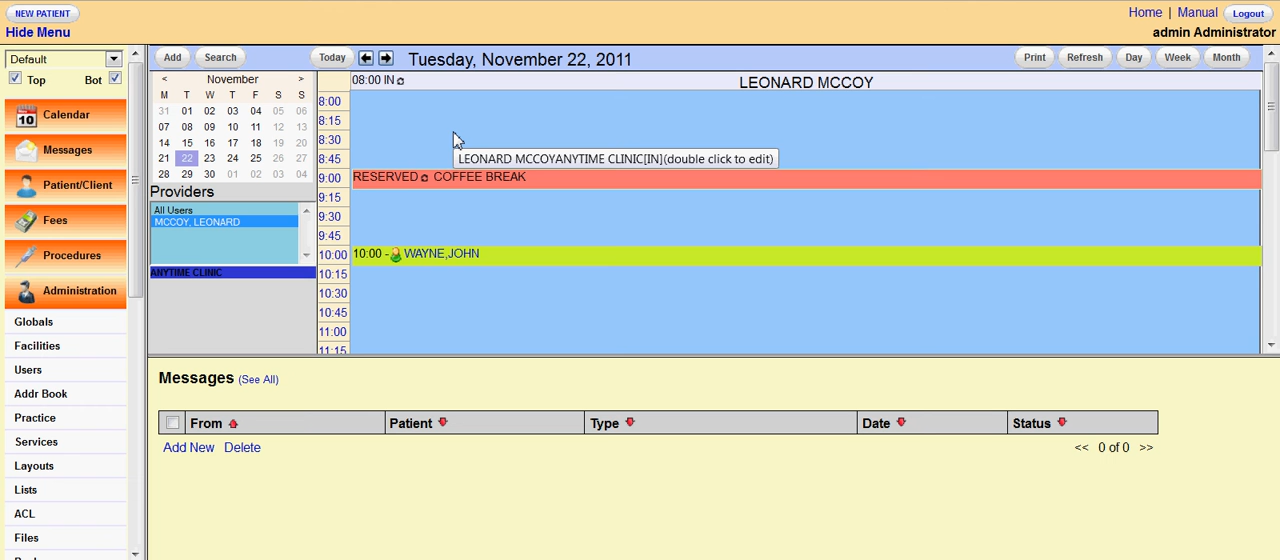 NEW PATIENT
Hide Menu
Home | Manual Logout
admin Administrator
Default
Top Bot
Calendar
Messages
Patient/Client
Fees
Procedures
Administration
Globals
Facilities
Users
Addr Book
Practice
Services
Layouts
Lists
ACL
Files
Add Search Today Tuesday, November 22, 2011 Print Refresh Day Week Month
< November >
M T W T F S S
31 01 02 03 04 05 06
07 08 09 10 11 12 13
14 15 16 17 18 19 20
21 22 23 24 25 26 27
28 29 30 01 02 03 04
Providers
All Users
MCCOY, LEONARD
ANYTIME CLINIC
LEONARD MCCOY
08:00 IN
8:00
8:15
8:30
LEONARD MCCOYANYTIME CLINIC[IN](double click to edit)
8:45
9:00 RESERVED COFFEE BREAK
9:15
9:30
9:45
10:00 10:00 - WAYNE,JOHN
10:15
10:30
10:45
11:00
11:15
Messages (See All)
From Patient Type Date Status
Add New Delete << 0 of 0 >>